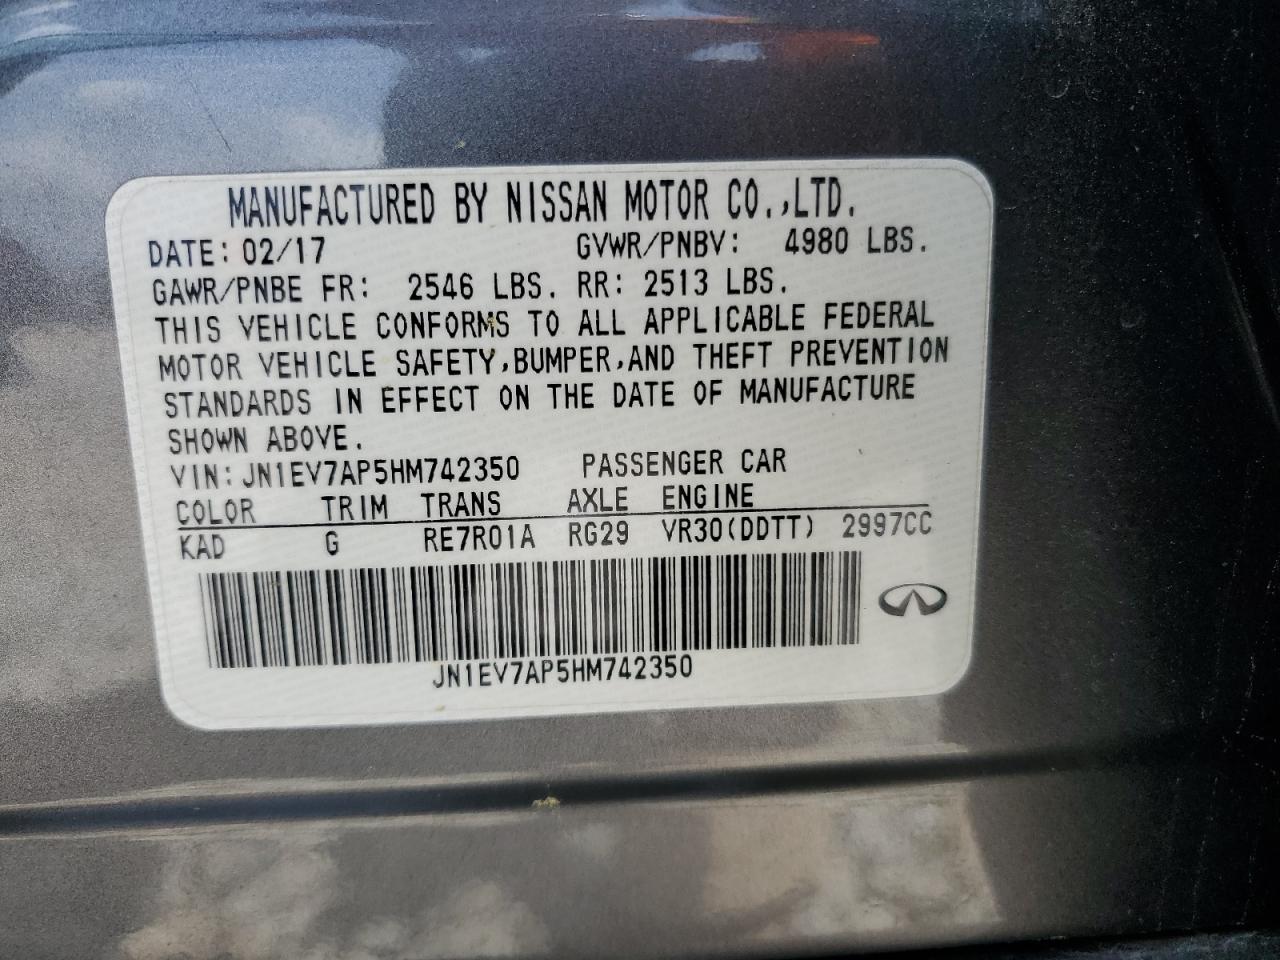 MANUFACTURED BY NISSAN MOTOR CO.,LTD.
DATE: 02/17 GVWR/PNBV: 4980 LBS.
GAWR/PNBE FR: 2546 LBS. RR: 2513 LBS.
THIS VEHICLE CONFORMS TO ALL APPLICABLE FEDERAL
MOTOR VEHICLE SAFETY,BUMPER,AND THEFT PREVENTION
STANDARDS IN EFFECT ON THE DATE OF MANUFACTURE
SHOWN ABOVE.
VIN:JN1EV7AP5HM742350 PASSENGER CAR
COLOR TRIM TRANS AXLE ENGINE
KAD G RE7R01A RG29 VR30(DDTT) 2997CC
JN1EV7AP5HM742350